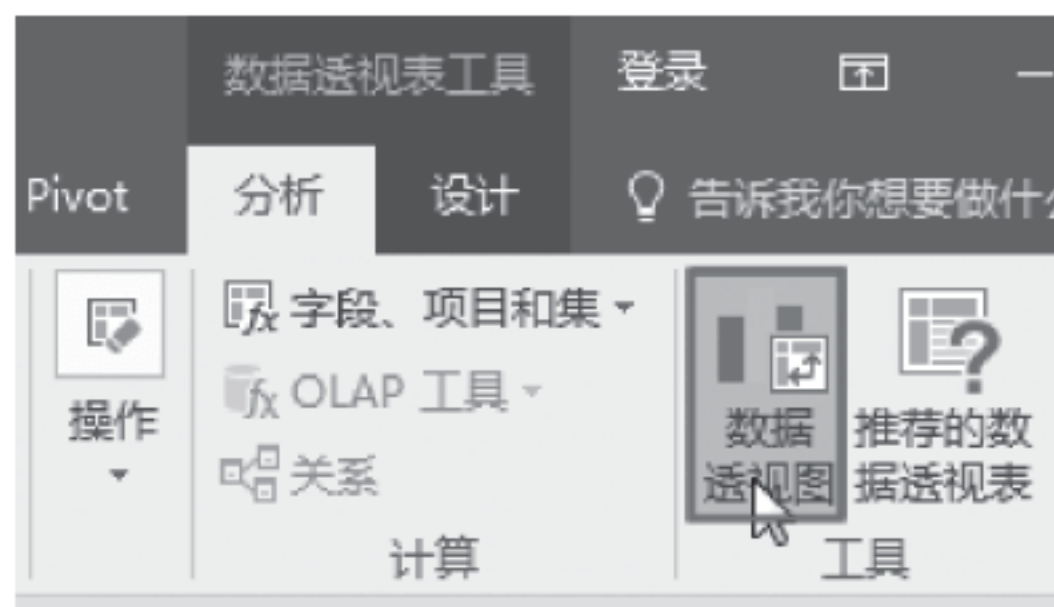 数据透视表工具 登录
Pivot 分析 设计 告诉我你想要做什
字段、项目和集
OLAP 工具
关系
操作
数据
透视图
推荐的数
据透视表
计算 工具